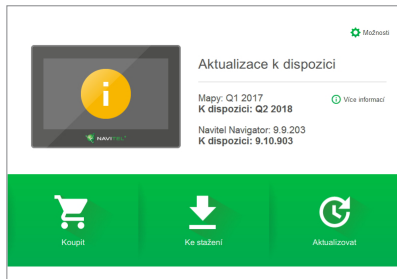 Možnosti
Aktualizace k dispozici
Mapy: Q1 2017
K dispozici: Q2 2018
Více informací
Navitel Navigator: 9.9.203
K dispozici: 9.10.903
NAVITEL
Koupit
Ke stažení
Aktualizovat